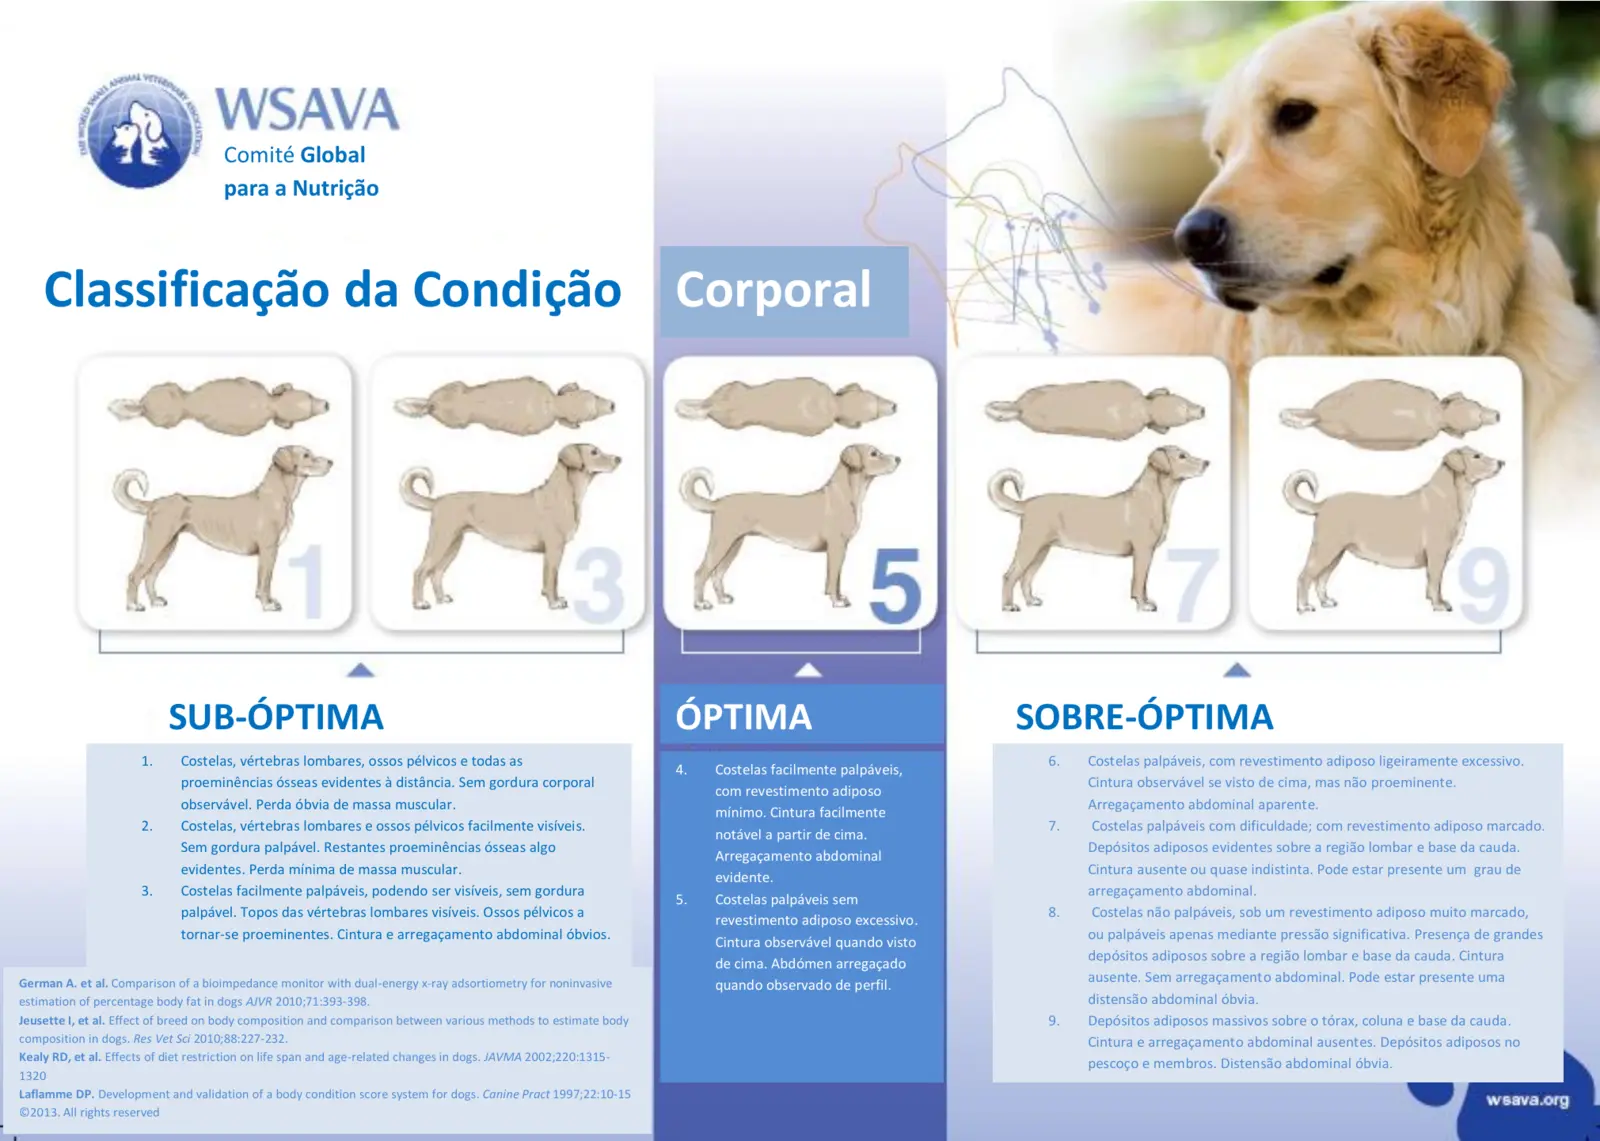 THE WORLD SMALL ANIMAL VETERINARY ASSOCIATION
WSAVA
Comité Global
para a Nutrição
Classificação da Condição Corporal
1
3
5
7
9
SUB-ÓPTIMA
1. Costelas, vértebras lombares, ossos pélvicos e todas as
proeminências ósseas evidentes à distância. Sem gordura corporal
observável. Perda óbvia de massa muscular.
2. Costelas, vértebras lombares e ossos pélvicos facilmente visíveis.
Sem gordura palpável. Restantes proeminências ósseas algo
evidentes. Perda mínima de massa muscular.
3. Costelas facilmente palpáveis, podendo ser visíveis, sem gordura
palpável. Topos das vértebras lombares visíveis. Ossos pélvicos a
tornar-se proeminentes. Cintura e arregaçamento abdominal óbvios.
German A. et al. Comparison of a bioimpedance monitor with dual-energy x-ray adsortiometry for noninvasive
estimation of percentage body fat in dogs AJVR 2010;71:393-398.
Jeusette I, et al. Effect of breed on body composition and comparison between various methods to estimate body
composition in dogs. Res Vet Sci 2010;88:227-232.
Kealy RD, et al. Effects of diet restriction on life span and age-related changes in dogs. JAVMA 2002;220:1315-
1320
Laflamme DP. Development and validation of a body condition score system for dogs. Canine Pract 1997;22:10-15
©2013. All rights reserved
ÓPTIMA
4. Costelas facilmente palpáveis,
com revestimento adiposo
mínimo. Cintura facilmente
notável a partir de cima.
Arregaçamento abdominal
evidente.
5. Costelas palpáveis sem
revestimento adiposo excessivo.
Cintura observável quando visto
de cima. Abdómen arregaçado
quando observado de perfil.
SOBRE-ÓPTIMA
6. Costelas palpáveis, com revestimento adiposo ligeiramente excessivo.
Cintura observável se visto de cima, mas não proeminente.
Arregaçamento abdominal aparente.
7. Costelas palpáveis com dificuldade; com revestimento adiposo marcado.
Depósitos adiposos evidentes sobre a região lombar e base da cauda.
Cintura ausente ou quase indistinta. Pode estar presente um grau de
arregaçamento abdominal.
8. Costelas não palpáveis, sob um revestimento adiposo muito marcado,
ou palpáveis apenas mediante pressão significativa. Presença de grandes
depósitos adiposos sobre a região lombar e base da cauda. Cintura
ausente. Sem arregaçamento abdominal. Pode estar presente uma
distensão abdominal óbvia.
9. Depósitos adiposos massivos sobre o tórax, coluna e base da cauda.
Cintura e arregaçamento abdominal ausentes. Depósitos adiposos no
pescoço e membros. Distensão abdominal óbvia.
wsava.org